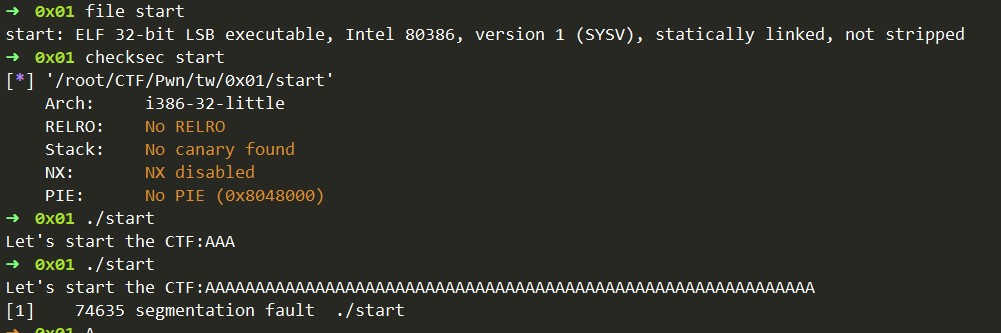 → 0x01 file start
start: ELF 32-bit LSB executable, Intel 80386, version 1 (SYSV), statically linked, not stripped
→ 0x01 checksec start
[*] '/root/CTF/Pwn/tw/0x01/start'
Arch: i386-32-little
RELRO: No RELRO
Stack: No canary found
NX: NX disabled
PIE: No PIE (0x8048000)
→ 0x01 ./start
Let's start the CTF:AAA
→ 0x01 ./start
Let's start the CTF:AAAAAAAAAAAAAAAAAAAAAAAAAAAAAAAAAAAAAAAAAAAAAAAAAAAAAAAAAAAAA
[1] 74635 segmentation fault ./start
→ 0x01 A